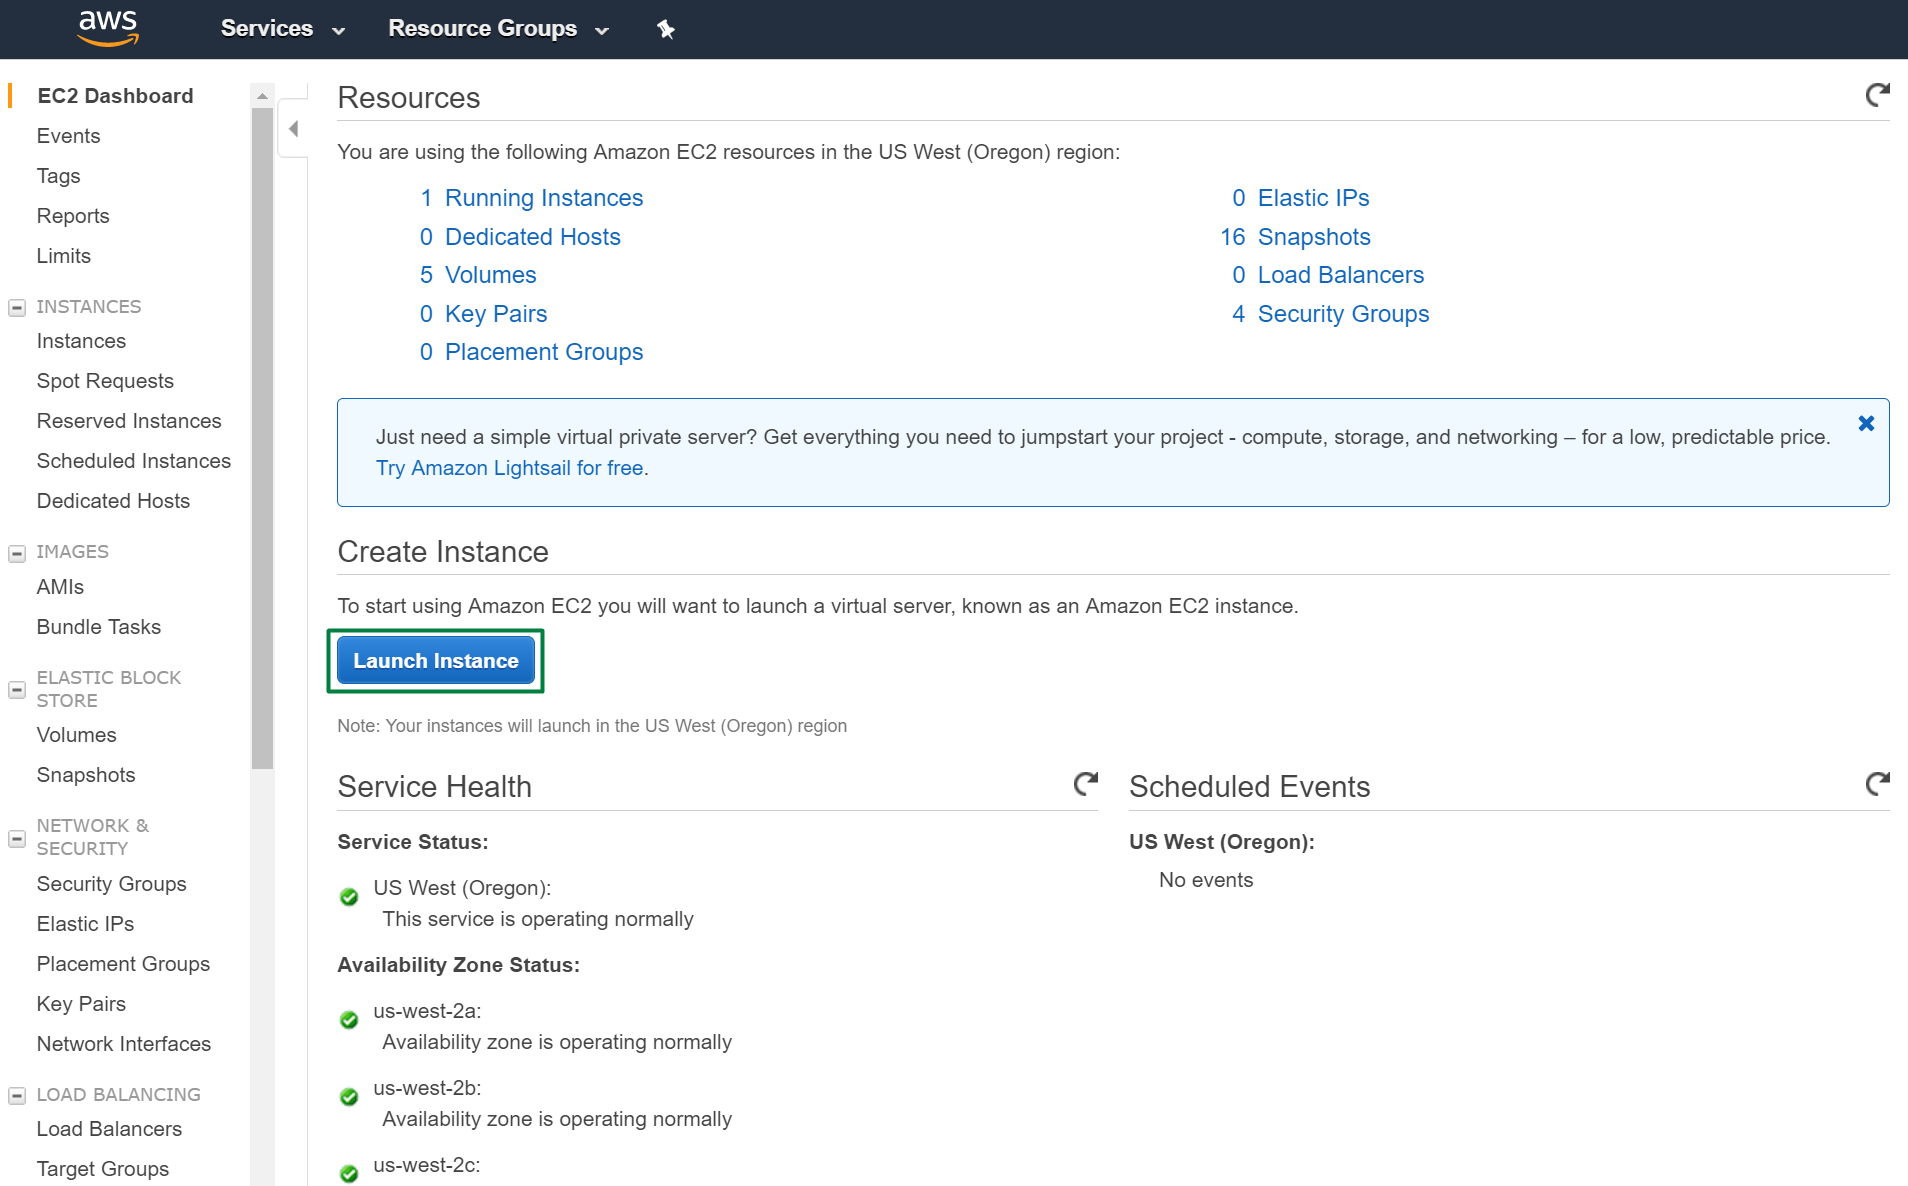 aws
Services
Resource Groups
EC2 Dashboard
Events
Tags
Reports
Limits
INSTANCES
Instances
Spot Requests
Reserved Instances
Scheduled Instances
Dedicated Hosts
IMAGES
AMIs
Bundle Tasks
ELASTIC BLOCK
STORE
Volumes
Snapshots
NETWORK &
SECURITY
Security Groups
Elastic IPs
Placement Groups
Key Pairs
Network Interfaces
LOAD BALANCING
Load Balancers
Target Groups
Resources
You are using the following Amazon EC2 resources in the US West (Oregon) region:
1 Running Instances
0 Dedicated Hosts
5 Volumes
0 Key Pairs
0 Placement Groups
0 Elastic IPs
16 Snapshots
0 Load Balancers
4 Security Groups
Just need a simple virtual private server? Get everything you need to jumpstart your project - compute, storage, and networking – for a low, predictable price.
Try Amazon Lightsail for free.
Create Instance
To start using Amazon EC2 you will want to launch a virtual server, known as an Amazon EC2 instance.
Launch Instance
Note: Your instances will launch in the US West (Oregon) region
Service Health
Service Status:
US West (Oregon):
This service is operating normally
Availability Zone Status:
us-west-2a:
Availability zone is operating normally
us-west-2b:
Availability zone is operating normally
us-west-2c:
Scheduled Events
US West (Oregon):
No events